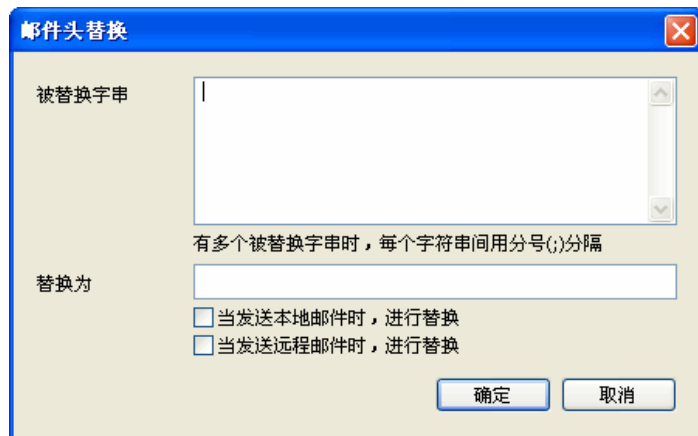 邮件头替换
被替换字串
有多个被替换字串时，每个字符串间用分号(;)分隔
替换为
当发送本地邮件时，进行替换
当发送远程邮件时，进行替换
确定 取消